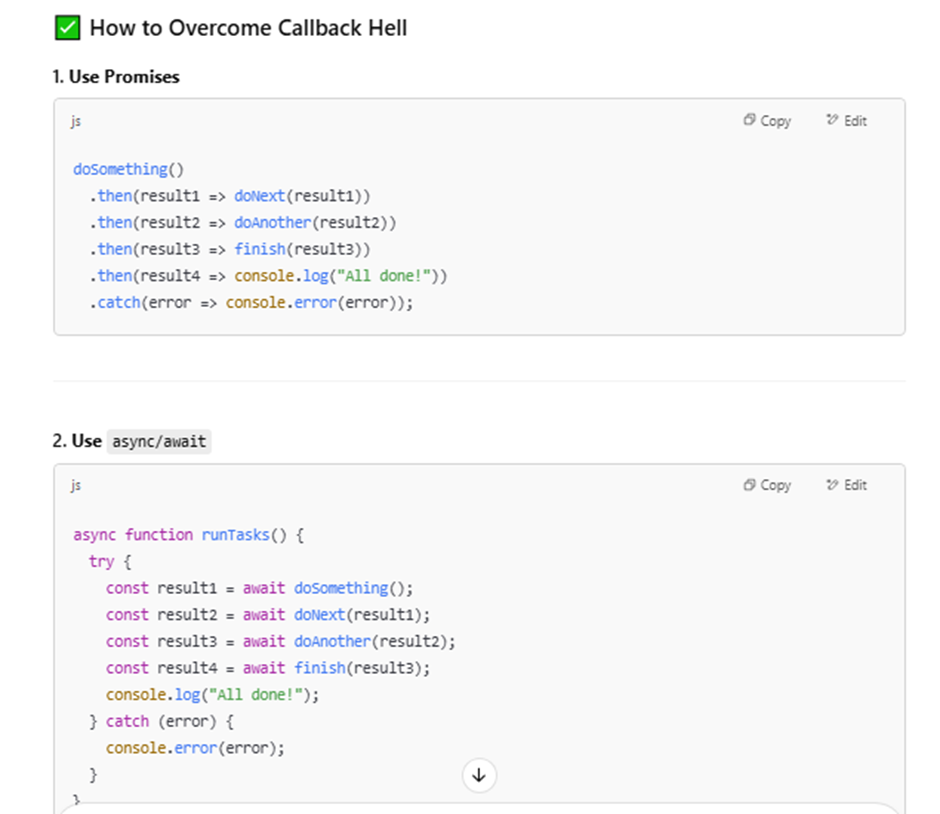 ✅ How to Overcome Callback Hell
1. Use Promises
js
Copy Edit
doSomething()
  .then(result1 => doNext(result1))
  .then(result2 => doAnother(result2))
  .then(result3 => finish(result3))
  .then(result4 => console.log("All done!"))
  .catch(error => console.error(error));
2. Use async/await
js
Copy Edit
async function runTasks() {
  try {
    const result1 = await doSomething();
    const result2 = await doNext(result1);
    const result3 = await doAnother(result2);
    const result4 = await finish(result3);
    console.log("All done!");
  } catch (error) {
    console.error(error);
  }
}